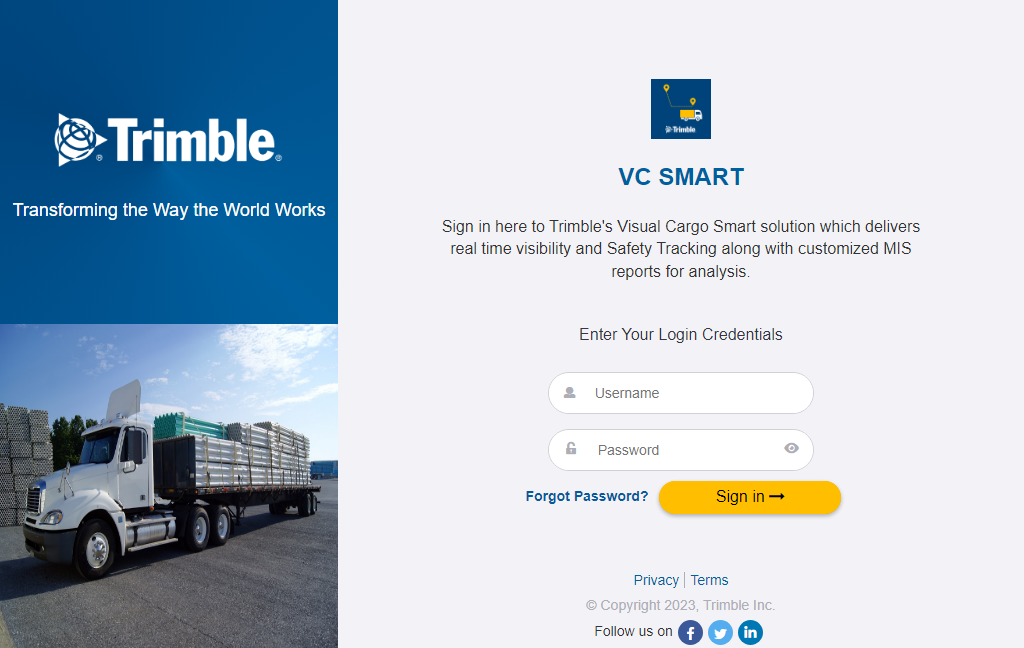 Trimble
Transforming the Way the World Works
Trimble
VC SMART
Sign in here to Trimble's Visual Cargo Smart solution which delivers
real time visibility and Safety Tracking along with customized MIS
reports for analysis.
Enter Your Login Credentials
Username
Password
Forgot Password?
Sign in
Privacy | Terms
© Copyright 2023, Trimble Inc.
Follow us on